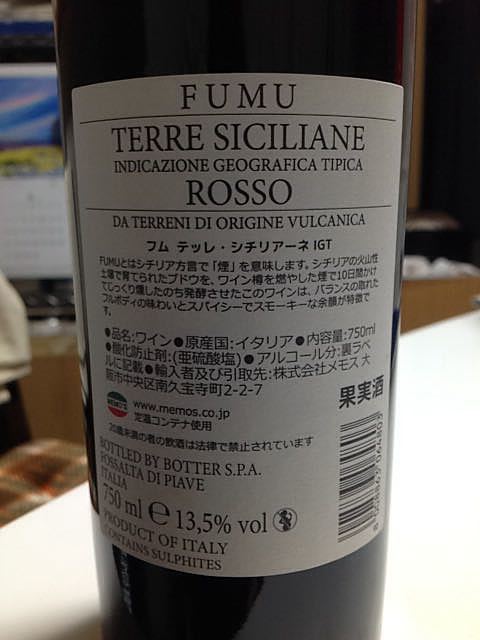 FUMU
TERRE SICILIANE
INDICAZIONE GEOGRAFICA TIPICA
ROSSO
DA TERRENI DI ORIGINE VULCANICA
フム テッレ・シチリアーネ IGT
FUMUとはシチリア方言で「煙」を意味します。シチリアの火山性
土壌で育てられたブドウを、ワイン樽を燃やした煙で10日間かけ
てじっくり燻したのち発酵させたこのワインは、バランスの取れた
フルボディの味わいとスパイシーでスモーキーな余韻が特徴で
す。
●品名:ワイン●原産国:イタリア●内容量:750ml
●酸化防止剤:(亜硫酸塩)●アルコール分:裏ラベ
ルに記載●輸入者及び引取先:株式会社メモス 大
阪市中央区南久宝寺町2-2-7
www.memos.co.jp
定温コンテナ使用
果実酒
20歳未満の者の飲酒は法律で禁止されています
BOTTLED BY BOTTER S.P.A.
FOSSALTA DI PIAVE
ITALIA
750 ml e 13,5% vol
PRODUCT OF ITALY
CONTAINS SULPHITES